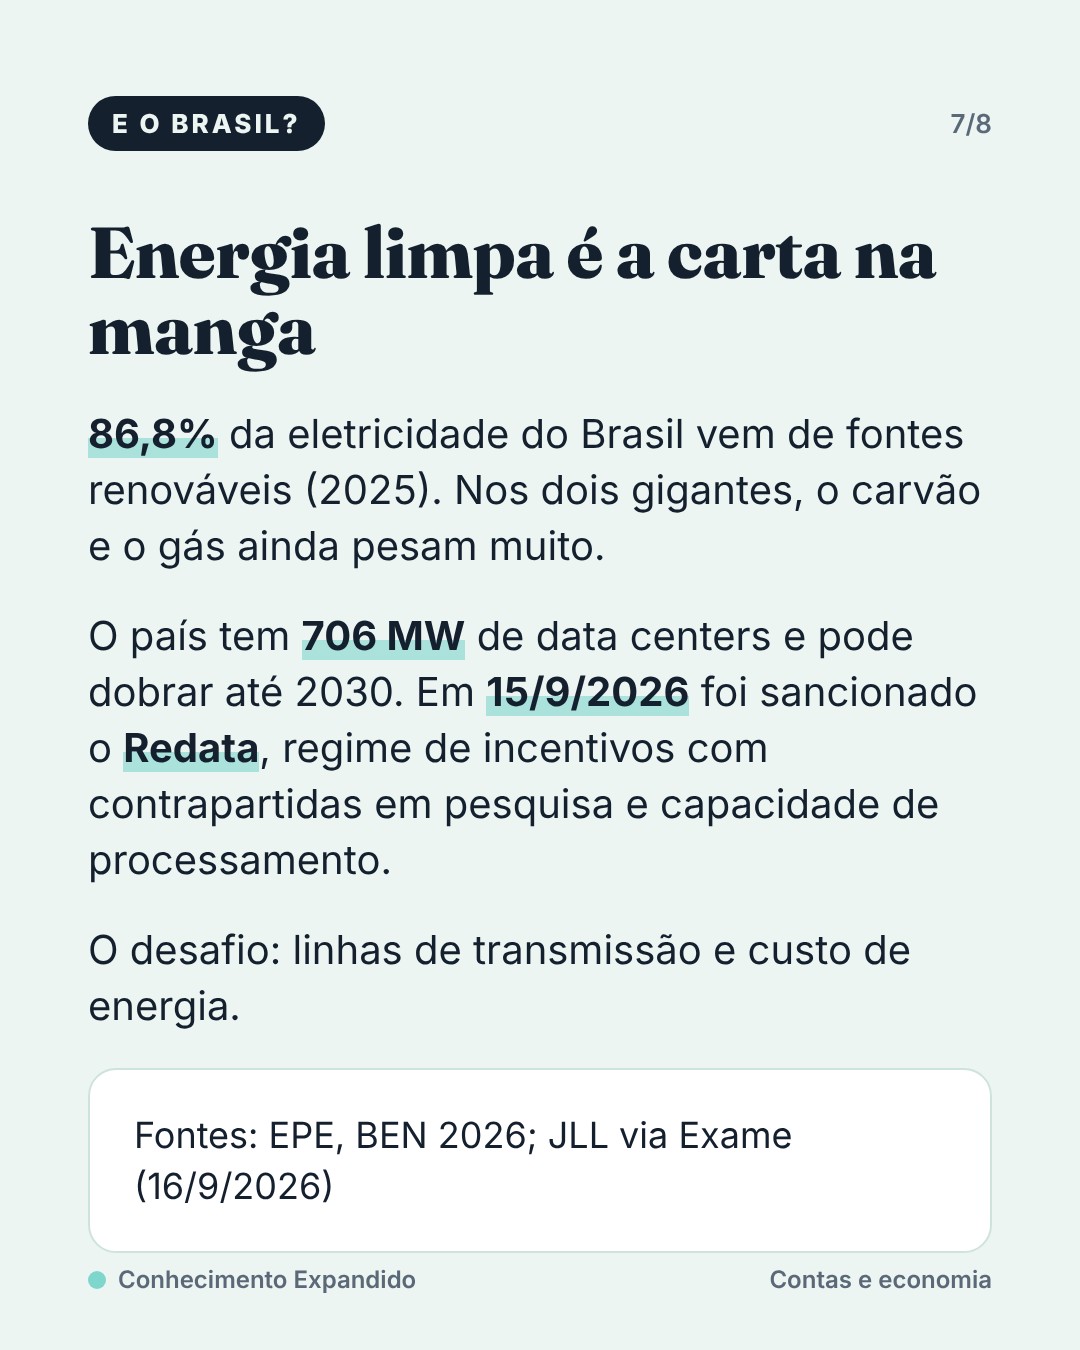 E O BRASIL?
7/8
Energia limpa é a carta na
manga
86,8% da eletricidade do Brasil vem de fontes
renováveis (2025). Nos dois gigantes, o carvão
e o gás ainda pesam muito.
O país tem 706 MW de data centers e pode
dobrar até 2030. Em 15/9/2026 foi sancionado
o Redata, regime de incentivos com
contrapartidas em pesquisa e capacidade de
processamento.
O desafio: linhas de transmissão e custo de
energia.
Fontes: EPE, BEN 2026; JLL via Exame
(16/9/2026)
Conhecimento Expandido
Contas e economia